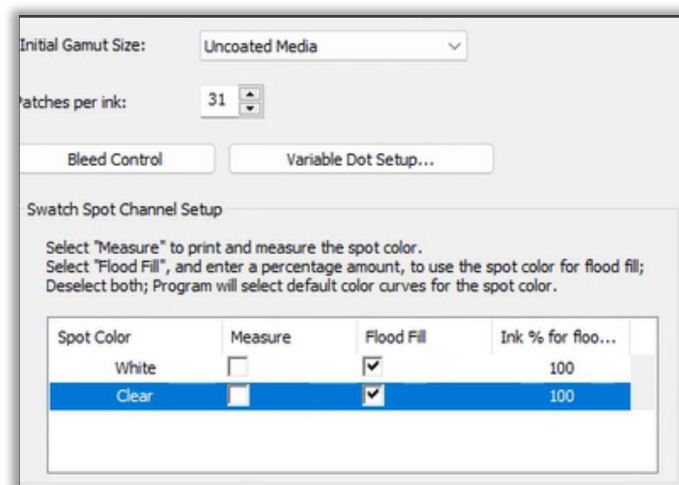 Initial Gamut Size: Uncoated Media
Patches per ink: 31
Bleed Control Variable Dot Setup...
Swatch Spot Channel Setup
Select "Measure" to print and measure the spot color.
Select "Flood Fill", and enter a percentage amount, to use the spot color for flood fill;
Deselect both; Program will select default color curves for the spot color.
Spot Color Measure Flood Fill Ink % for floo...
White 100
Clear 100